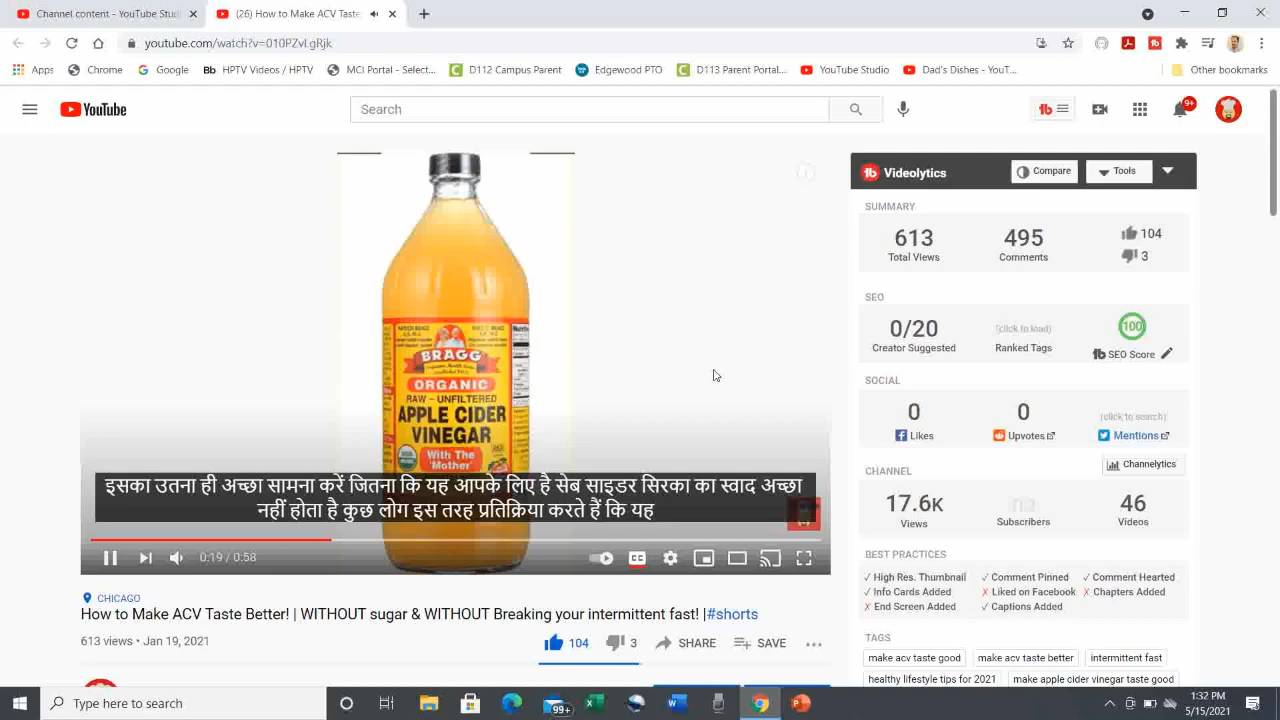 Channel content - YouTube Studi
(26) How to Make ACV Taste
youtube.com/watch?v=010PZvLgRjk
Apps
Chrome
Google
Bb HPTV Videos / HPTV
MCI Portal - Select...
D112 Campus Parent
Edgewood PTO
D113 Parent Portal...
YouTube Studio
Dad's Dishes - YouT...
Other bookmarks
YouTube
Search
9+
BRAGG
ORGANIC
RAW - UNFILTERED
APPLE CIDER
VINEGAR
With The
'Mother'
इसका उतना ही अच्छा सामना करें जितना कि यह आपके लिए है सेब साइडर सिरका का स्वाद अच्छा
नहीं होता है कुछ लोग इस तरह प्रतिक्रिया करते हैं कि यह
0:19 / 0:58
CC
CHICAGO
How to Make ACV Taste Better! | WITHOUT sugar & WITHOUT Breaking your intermittent fast! |#shorts
613 views • Jan 19, 2021
104
3
SHARE
SAVE
Videolytics
Compare
Tools
SUMMARY
613
Total Views
495
Comments
104
3
SEO
0/20
Creator Suggested
(click to load)
Ranked Tags
100
SEO Score
SOCIAL
0
Likes
0
Upvotes
(click to search)
Mentions
Channelytics
CHANNEL
17.6K
Views
na
Subscribers
46
Videos
BEST PRACTICES
✓ High Res. Thumbnail
✓ Comment Pinned
✓ Comment Hearted
✓ Info Cards Added
✗ Liked on Facebook
✗ Chapters Added
✗ End Screen Added
✓ Captions Added
TAGS
make acv taste good
make acv taste better
intermittent fast
healthy lifestyle tips for 2021
make apple cider vinegar taste good
Type here to search
99+
1:32 PM
5/15/2021